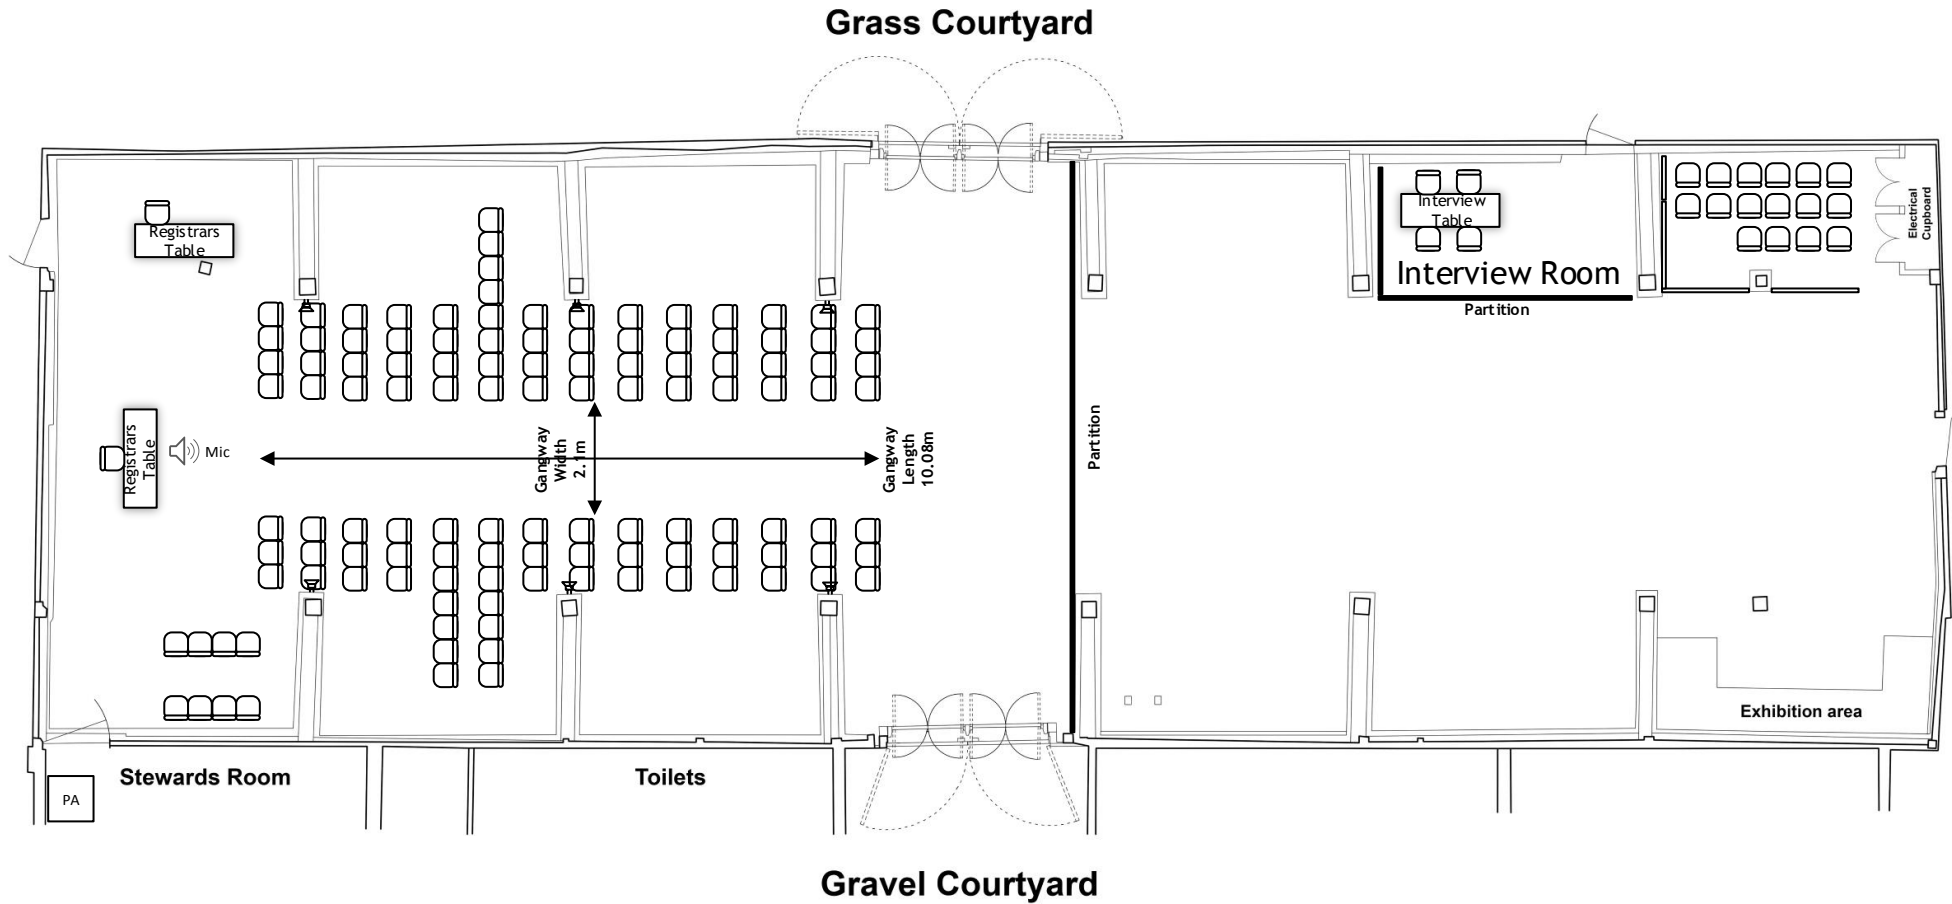 Grass Courtyard
Registrars
Table
Interview
Table
Electrical
Cupboard
Interview Room
Partition
Registrars
Table
Mic
Gangway
Width
2.1m
Gangway
Length
10.08m
Partition
Exhibition area
Stewards Room
Toilets
PA
Gravel Courtyard